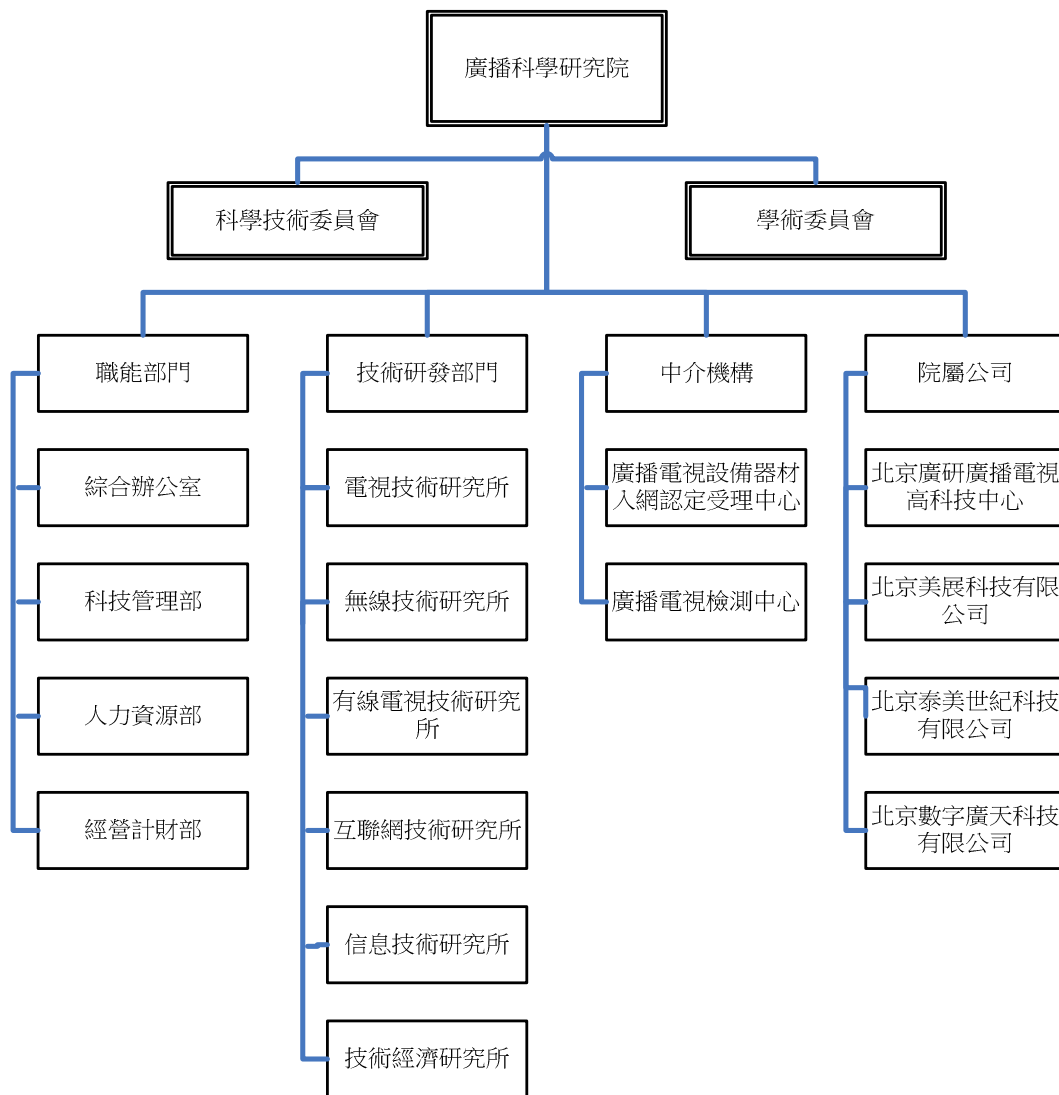 廣播科學研究院
科學技術委員會
學術委員會
職能部門
綜合辦公室
科技管理部
人力資源部
經營計財部
技術研發部門
電視技術研究所
無線技術研究所
有線電視技術研究
所
互聯網技術研究所
信息技術研究所
技術經濟研究所
中介機構
廣播電視設備器材
入網認定受理中心
廣播電視檢測中心
院屬公司
北京廣研廣播電視
高科技中心
北京美展科技有限
公司
北京泰美世紀科技
有限公司
北京數字廣天科技
有限公司